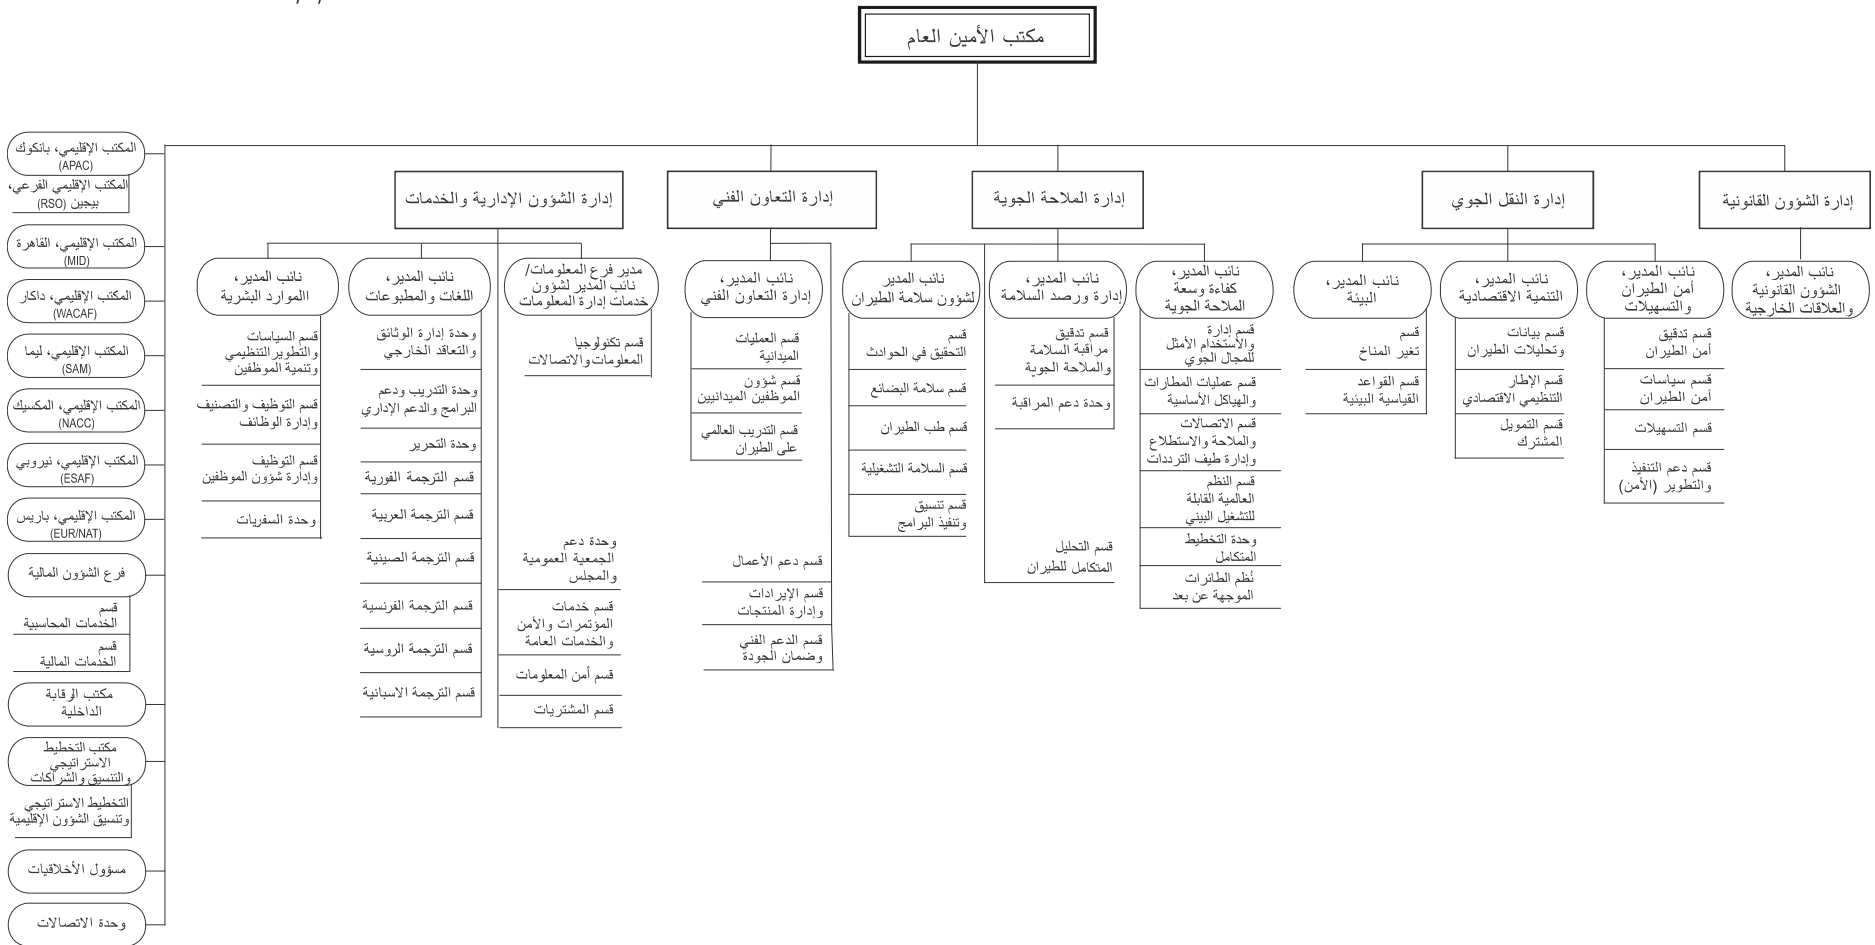 مكتب الأمين العام
إدارة الشؤون القانونية
نائب المدير،
الشؤون القانونية
والعلاقات الخارجية
إدارة النقل الجوي
نائب المدير،
أمن الطيران
والتسهيلات
قسم تدقيق
أمن الطيران
قسم سياسات
أمن الطيران
قسم التسهيلات
قسم دعم التنفيذ
والتطوير (الأمن)
نائب المدير،
التنمية الاقتصادية
قسم بيانات
وتحليلات الطيران
قسم الإطار
التنظيمي الاقتصادي
قسم التمويل
المشترك
نائب المدير،
البيئة
قسم
تغير المناخ
قسم القواعد
القياسية البيئية
إدارة الملاحة الجوية
نائب المدير،
كفاءة وسعة
الملاحة الجوية
قسم إدارة
والأستخدام الأمثل
للمجال الجوي
قسم عمليات المطارات
والهياكل الأساسية
قسم الاتصالات
والملاحة والاستطلاع
وإدارة طيف الترددات
قسم النظم
العالمية القابلة
للتشغيل البيني
وحدة التخطيط
المتكامل
نُظم الطائرات
الموجهة عن بعد
نائب المدير،
إدارة ورصد السلامة
قسم تدقيق
مراقبة السلامة
والملاحة الجوية
وحدة دعم المراقبة
قسم التحليل
المتكامل للطيران
نائب المدير
لشؤون سلامة الطيران
قسم
التحقيق في الحوادث
قسم سلامة البضائع
قسم طب الطيران
قسم السلامة التشغيلية
قسم تنسيق
وتنفيذ البرامج
إدارة التعاون الفني
نائب المدير،
إدارة التعاون الفني
قسم العمليات
الميدانية
قسم شؤون
الموظفين الميدانيين
قسم التدريب العالمي
على الطيران
قسم دعم الأعمال
قسم الإيرادات
وإدارة المنتجات
قسم الدعم الفني
وضمان الجودة
إدارة الشؤون الإدارية والخدمات
مدير فرع المعلومات/
نائب المدير لشؤون
خدمات إدارة المعلومات
قسم تكنولوجيا
المعلومات والاتصالات
وحدة دعم
الجمعية العمومية
والمجلس
قسم خدمات
المؤتمرات والأمن
والخدمات العامة
قسم أمن المعلومات
قسم المشتريات
نائب المدير،
اللغات والمطبوعات
وحدة إدارة الوثائق
والتعاقد الخارجي
وحدة التدريب ودعم
البرامج والدعم الإداري
وحدة التحرير
قسم الترجمة الفورية
قسم الترجمة العربية
قسم الترجمة الصينية
قسم الترجمة الفرنسية
قسم الترجمة الروسية
قسم الترجمة الاسبانية
نائب المدير،
االموارد البشرية
قسم السياسات
والتطوير التنظيمي
وتنمية الموظفين
قسم التوظيف والتصنيف
وإدارة الوظائف
قسم التوظيف
وإدارة شؤون الموظفين
وحدة السفريات
المكتب الإقليمي، بانكوك
(APAC)
المكتب الإقليمي الفرعي،
بيجين (RSO)
المكتب الإقليمي، القاهرة
(MID)
المكتب الإقليمي، داكار
(WACAF)
المكتب الإقليمي، ليما
(SAM)
المكتب الإقليمي، المكسيك
(NACC)
المكتب الإقليمي، نيروبي
(ESAF)
المكتب الإقليمي، باريس
(EUR/NAT)
فرع الشؤون المالية
قسم
الخدمات المحاسبية
قسم
الخدمات المالية
مكتب الرقابة
الداخلية
مكتب التخطيط
الاستراتيجي
والتنسيق والشراكات
التخطيط الاستراتيجي
وتنسيق الشؤون الإقليمية
مسؤول الأخلاقيات
وحدة الاتصالات